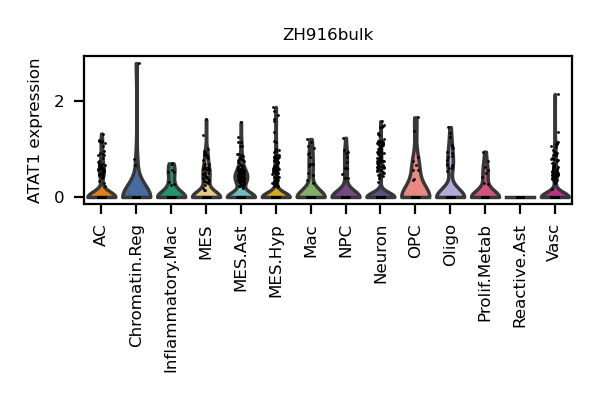 ZH916bulk
ATAT1 expression
2
0
AC
Chromatin.Reg
Inflammatory.Mac
MES
MES.Ast
MES.Hyp
Mac
NPC
Neuron
OPC
Oligo
Prolif.Metab
Reactive.Ast
Vasc